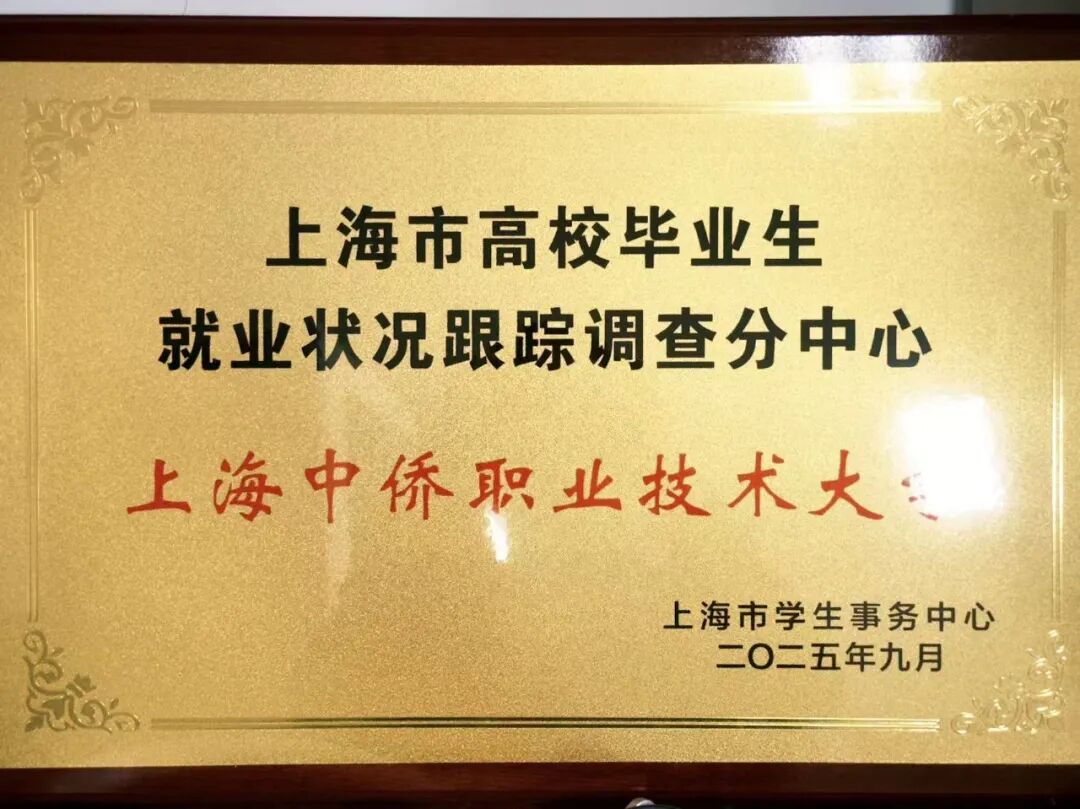 上海市高校毕业生
就业状况跟踪调查分中心
上海中侨职业技术大
上海市学生事务中心
二〇二五年九月